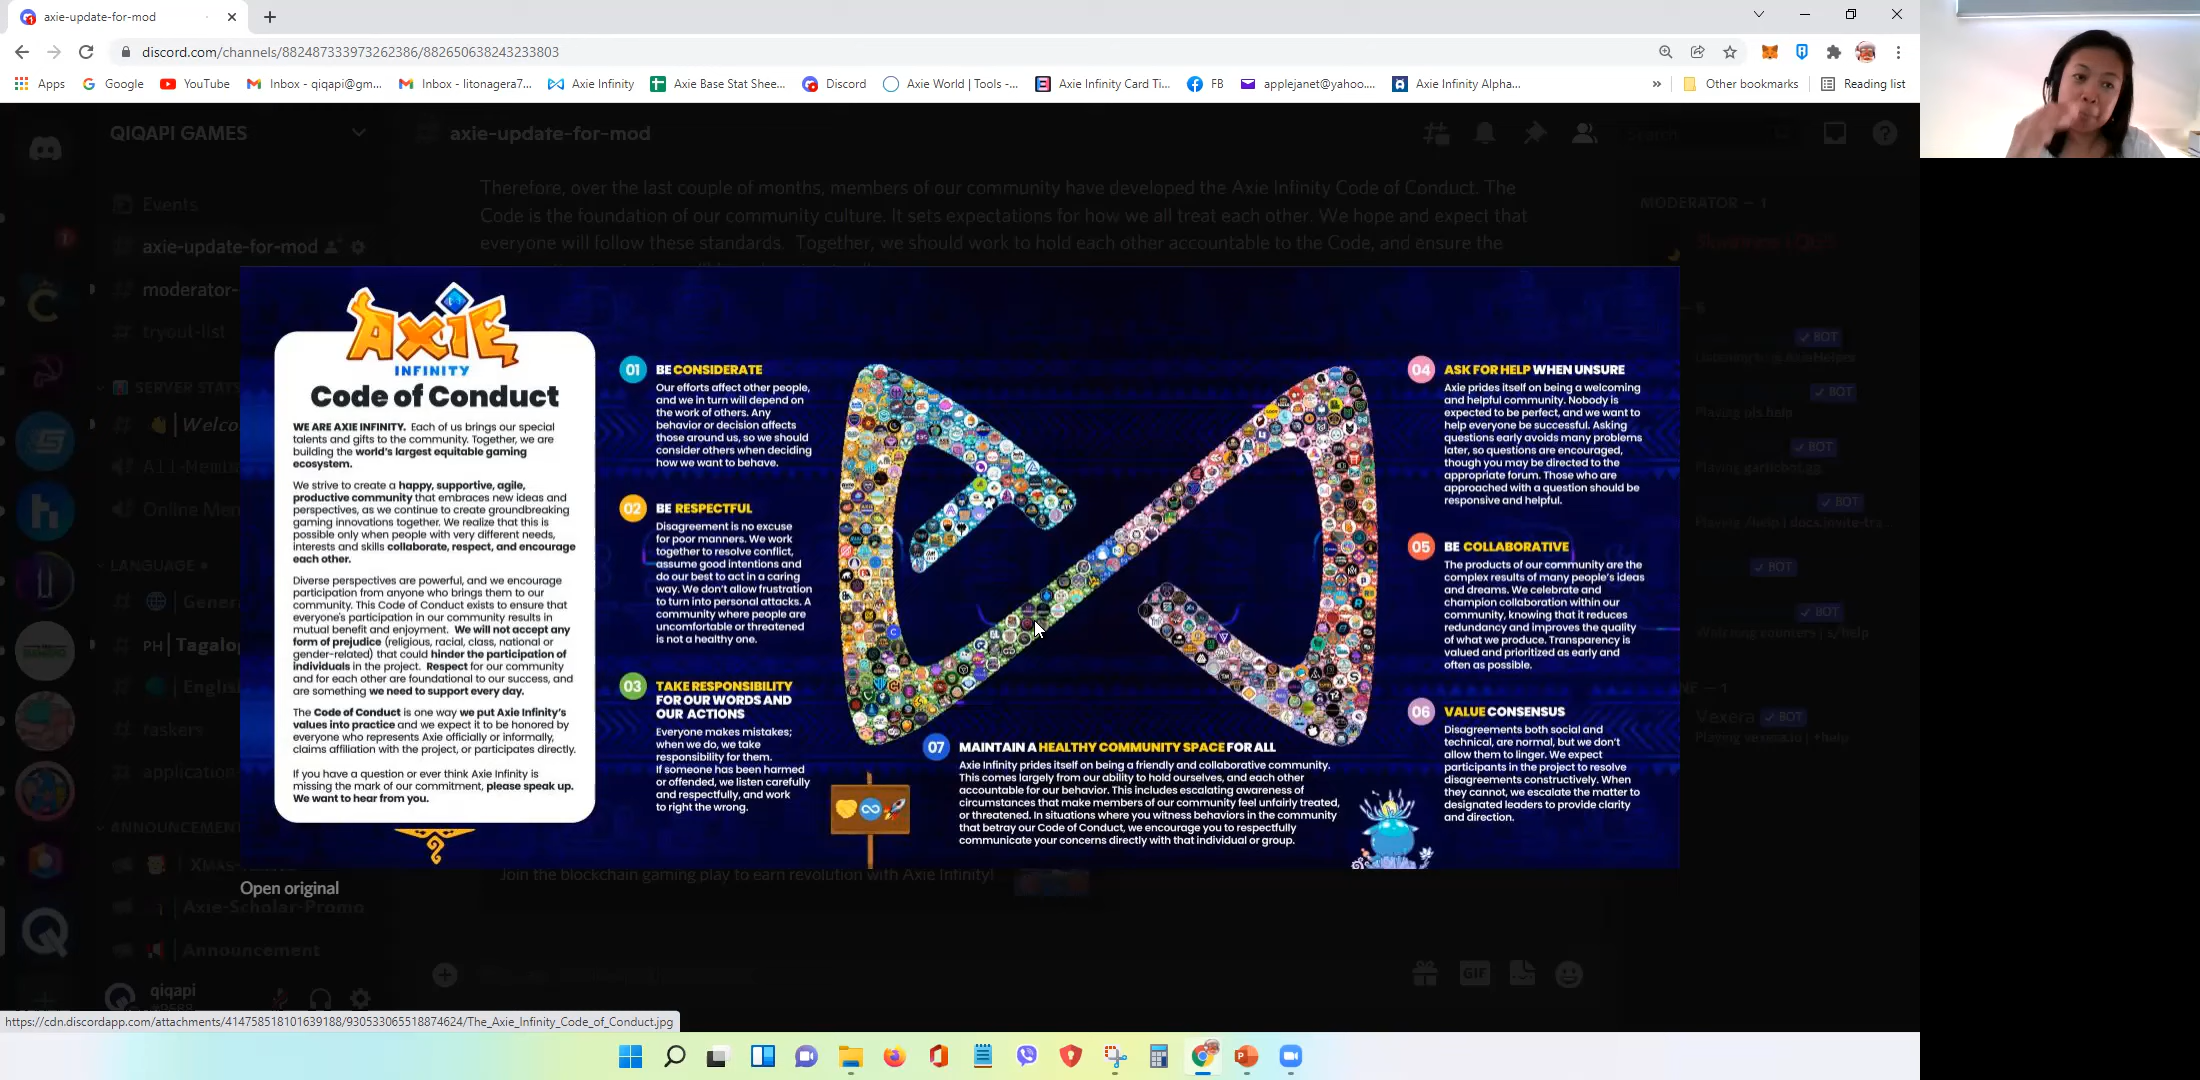 axie-update-for-mod
discord.com/channels/882487333973262386/882650638243233803
Apps Google YouTube Inbox - qiqapi@gm... Inbox - litonagera7... Axie Infinity Axie Base Stat Shee... Discord Axie World | Tools -... Axie Infinity Card Ti... FB applejanet@yahoo.... Axie Infinity Alpha... » Other bookmarks Reading list
QIQAPI GAMES
axie-update-for-mod
Search
Events
axie-update-for-mod
moderator-
tryout-list
SERVER STATS
Welco
All-Memb
Online Mem
LANGUAGE
Gener
PH | Tagalo
Englis
taskers
application
#ANNOUNCEMENT
Axie-Scholar-Promo
Announcement
qiqapi
Therefore, over the last couple of months, members of our community have developed the Axie Infinity Code of Conduct. The
Code is the foundation of our community culture. It sets expectations for how we all treat each other. We hope and expect that
everyone will follow these standards. Together, we should work to hold each other accountable to the Code, and ensure the
MODERATOR — 1
AXIE
INFINITY
Code of Conduct
WE ARE AXIE INFINITY. Each of us brings our special
talents and gifts to the community. Together, we are
building the world's largest equitable gaming
ecosystem.
We strive to create a happy, supportive, agile,
productive community that embraces new ideas and
perspectives, as we continue to create groundbreaking
gaming innovations together. We realize that this is
possible only when people with very different needs,
interests and skills collaborate, respect, and encourage
each other.
Diverse perspectives are powerful, and we encourage
participation from anyone who brings them to our
community. This Code of Conduct exists to ensure that
everyone's participation in our community results in
mutual benefit and enjoyment. We will not accept any
form of prejudice (religious, racial, class, national or
gender-related) that could hinder the participation of
individuals in the project. Respect for our community
and for each other are foundational to our success, and
are something we need to support every day.
The Code of Conduct is one way we put Axie Infinity's
values into practice and we expect it to be honored by
everyone who represents Axie officially or informally,
claims affiliation with the project, or participates directly.
If you have a question or ever think Axie Infinity is
missing the mark of our commitment, please speak up.
We want to hear from you.
01 BE CONSIDERATE
Our efforts affect other people,
and we in turn will depend on
the work of others. Any
behavior or decision affects
those around us, so we should
consider others when deciding
how we want to behave.
02 BE RESPECTFUL
Disagreement is no excuse
for poor manners. We work
together to resolve conflict,
assume good intentions and
do our best to act in a caring
way. We don't allow frustration
to turn into personal attacks. A
community where people are
uncomfortable or threatened
is not a healthy one.
03 TAKE RESPONSIBILITY
FOR OUR WORDS AND
OUR ACTIONS
Everyone makes mistakes;
when we do, we take
responsibility for them.
If someone has been harmed
or offended, we listen carefully
and respectfully, and work
to right the wrong.
04 ASK FOR HELP WHEN UNSURE
Axie prides itself on being a welcoming
and helpful community. Nobody is
expected to be perfect, and we want to
help everyone be successful. Asking
questions early avoids many problems
later, so questions are encouraged,
though you may be directed to the
appropriate forum. Those who are
approached with a question should be
responsive and helpful.
05 BE COLLABORATIVE
The products of our community are the
complex results of many people's ideas
and dreams. We celebrate and
champion collaboration within our
community, knowing that it reduces
redundancy and improves the quality
of what we produce. Transparency is
valued and prioritized as early and
often as possible.
06 VALUE CONSENSUS
Disagreements both social and
technical, are normal, but we don't
allow them to linger. We expect
participants in the project to resolve
disagreements constructively. When
they cannot, we escalate the matter to
designated leaders to provide clarity
and direction.
07 MAINTAIN A HEALTHY COMMUNITY SPACE FOR ALL
Axie Infinity prides itself on being a friendly and collaborative community.
This comes largely from our ability to hold ourselves, and each other
accountable for our behavior. This includes escalating awareness of
circumstances that make members of our community feel unfairly treated,
or threatened. In situations where you witness behaviors in the community
that betray our Code of Conduct, we encourage you to respectfully
communicate your concerns directly with that individual or group.
BOT
BOT
BOT
BOT
BOT
BOT
Vexera BOT
Open original
Join the blockchain gaming play to earn revolution with Axie Infinity!
GIF
https://cdn.discordapp.com/attachments/414758518101639188/930533065518874624/The_Axie_Infinity_Code_of_Conduct.jpg